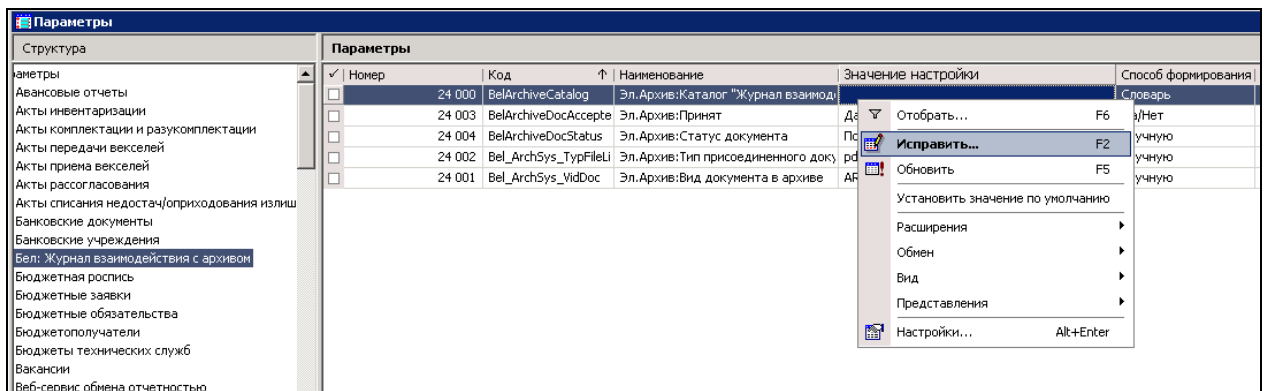 Параметры
Структура
Параметры
аметры
Авансовые отчеты
Акты инвентаризации
Акты комплектации и разукомплектации
Акты передачи векселей
Акты приема векселей
Акты рассогласования
Акты списания недостач/оприходования излиш
Банковские документы
Банковские учреждения
Бел: Журнал взаимодействия с архивом
Бюджетная роспись
Бюджетные заявки
Бюджетные обязательства
Бюджетополучатели
Бюджеты технических служб
Вакансии
Веб-сервис обмена отчетностью
Номер Код Наименование Значение настройки Способ формирования
24 000 BelArchiveCatalog Эл.Архив:Каталог "Журнал взаимод Словарь
24 003 BelArchiveDocAccepte Эл.Архив:Принят Да а/Нет
24 004 BelArchiveDocStatus Эл.Архив:Статус документа По учную
24 002 Bel_ArchSys_TypFileLi Эл.Архив:Тип присоединенного доку pd учную
24 001 Bel_ArchSys_VidDoc Эл.Архив:Вид документа в архиве AR учную
Отобрать... F6
Исправить... F2
Обновить F5
Установить значение по умолчанию
Расширения
Обмен
Вид
Представления
Настройки... Alt+Enter